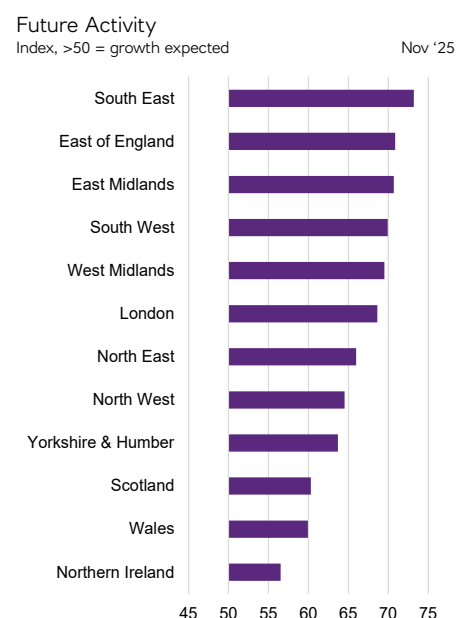 Future Activity
Index, >50 = growth expected
Nov ‘25
South East
East of England
East Midlands
South West
West Midlands
London
North East
North West
Yorkshire & Humber
Scotland
Wales
Northern Ireland
45 50 55 60 65 70 75